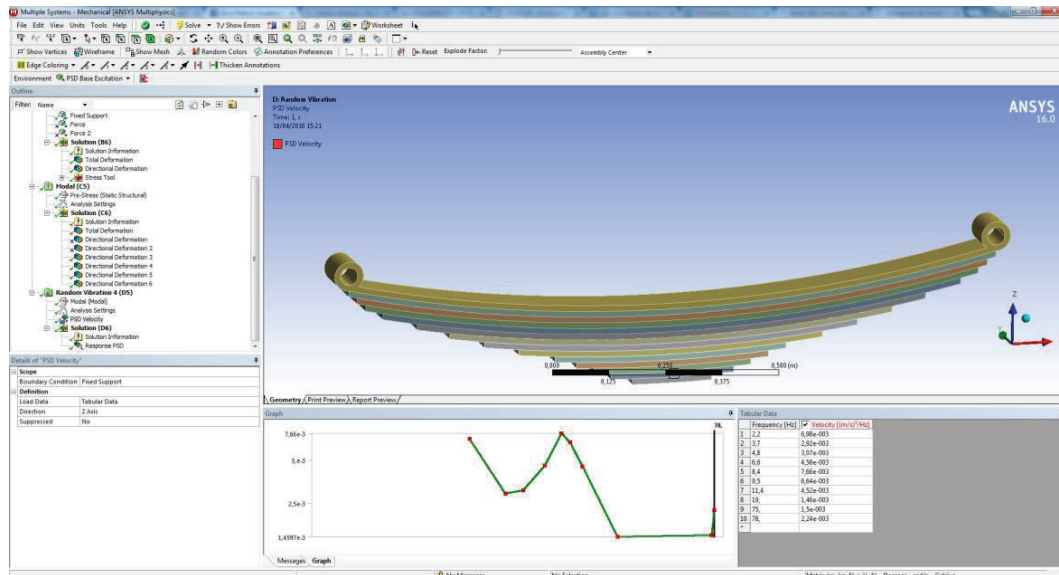 Multiple Systems - Mechanical [ANSYS Multiphysics]
File Edit View Units Tools Help Solve ?/ Show Errors Worksheet
Show Vertices Wireframe Show Mesh Random Colors Annotation Preferences Reset Explode Factor: Assembly Center
Edge Coloring Thicken Annotations
Environment PSD Base Excitation
Outline
Filter: Name
Fixed Support
Force
Force 2
Solution (B6)
Solution Information
Total Deformation
Directional Deformation
Stress Tool
Modal (C5)
Pre-Stress (Static Structural)
Analysis Settings
Solution (C6)
Solution Information
Total Deformation
Directional Deformation
Directional Deformation 2
Directional Deformation 3
Directional Deformation 4
Directional Deformation 5
Directional Deformation 6
Random Vibration 4 (D5)
Modal (Modal)
Analysis Settings
PSD Velocity
Solution (D6)
Solution Information
Response PSD
Details of "PSD Velocity"
Scope
Boundary Condition Fixed Support
Definition
Load Data Tabular Data
Direction Z Axis
Suppressed No
D: Random Vibration
PSD Velocity
Time: 1, s
19/04/2016 15:21
PSD Velocity
ANSYS
16.0
Z
0,000 0,250 0,500 (m)
0,125 0,375
Geometry Print Preview Report Preview
Graph
78,
7,66e-3
5,e-3
2,5e-3
1,4597e-3
Messages Graph
Tabular Data
Frequency [Hz] Velocity [(m/s)²/Hz]
1 2,2 6,98e-003
2 3,7 2,92e-003
3 4,8 3,07e-003
4 6,6 4,58e-003
5 8,4 7,66e-003
6 9,5 6,64e-003
7 11,4 4,52e-003
8 19, 1,46e-003
9 75, 1,5e-003
10 78, 2,24e-003
*
No Messages No Selection